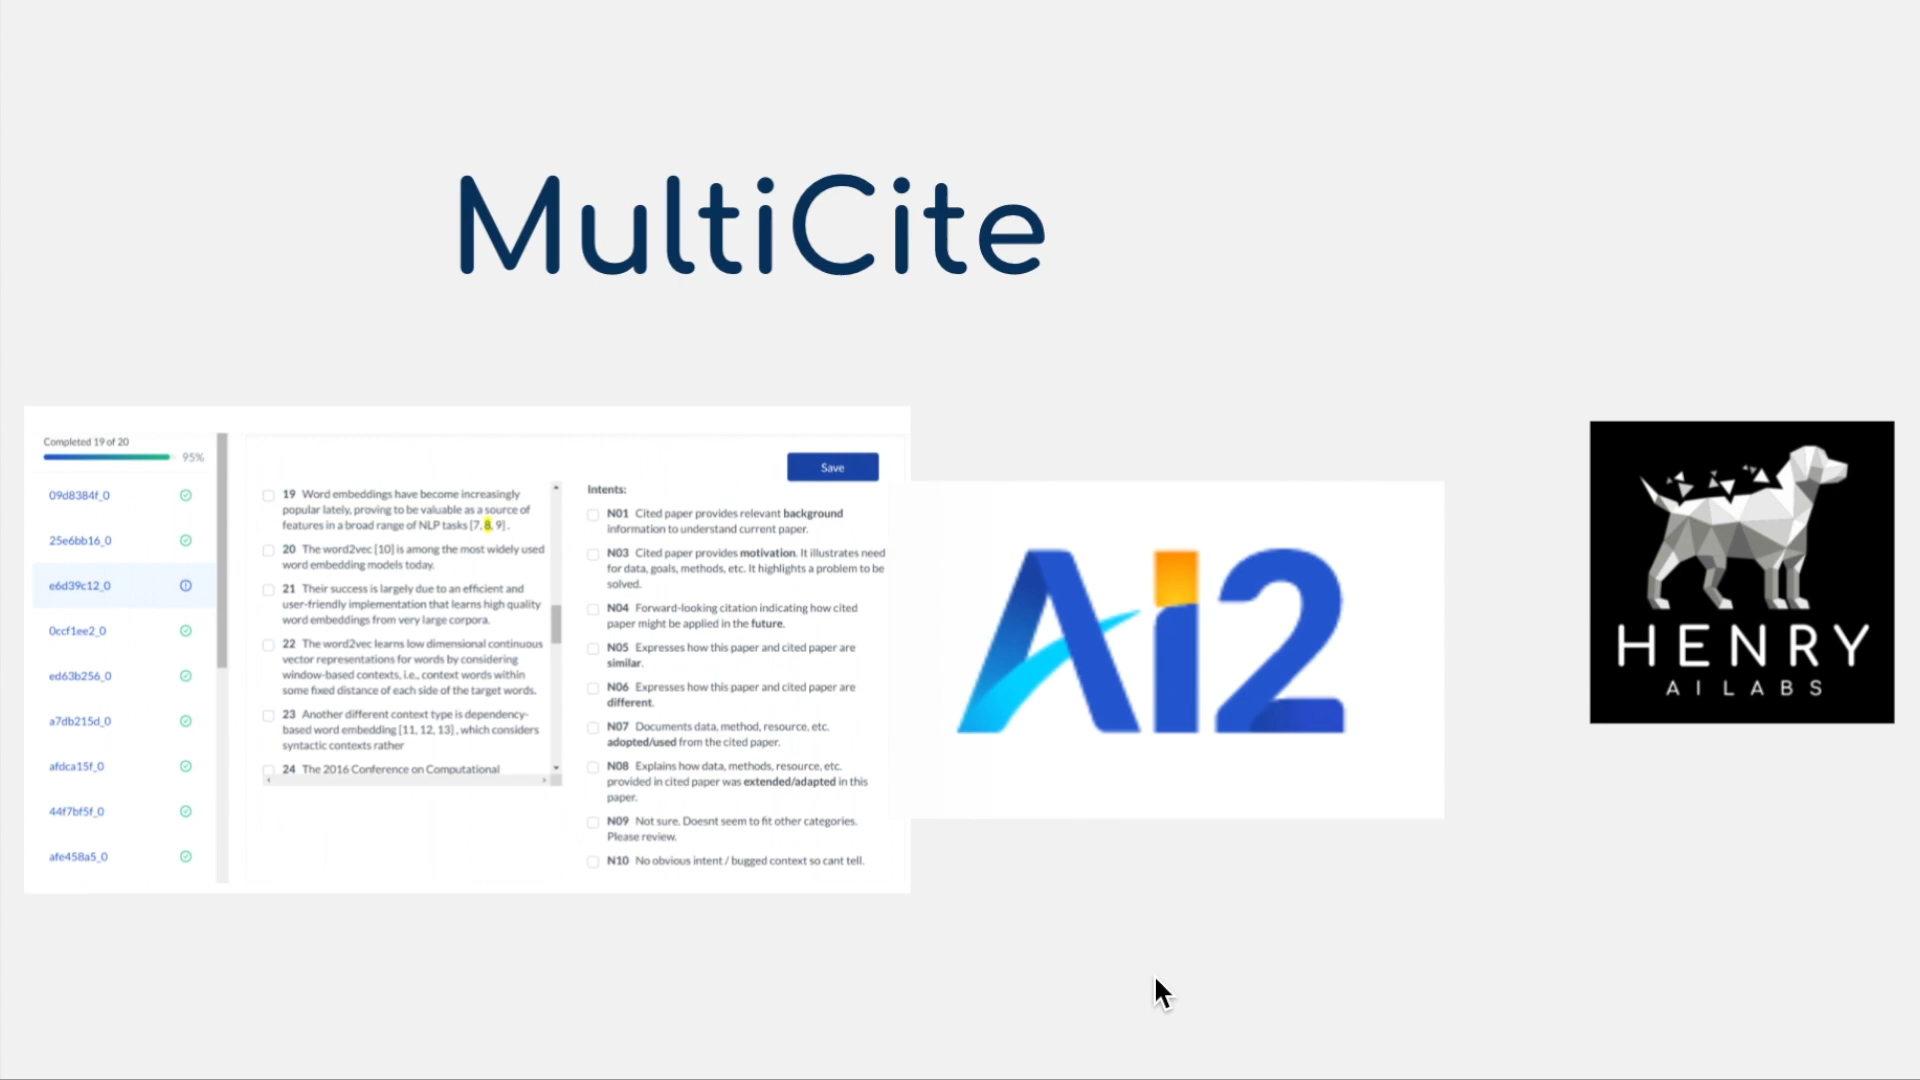 MultiCite
Completed 19 of 20
95%
09d8384f_0
25e6bb16_0
e6d39c12_0
0ccf1ee2_0
ed63b256_0
a7db215d_0
afdca15f_0
44f7bf5f_0
afe458a5_0
19 Word embeddings have become increasingly
popular lately, proving to be valuable as a source of
features in a broad range of NLP tasks [7, 8, 9] .
20 The word2vec [10] is among the most widely used
word embedding models today.
21 Their success is largely due to an efficient and
user-friendly implementation that learns high quality
word embeddings from very large corpora.
22 The word2vec learns low dimensional continuous
vector representations for words by considering
window-based contexts, i.e., context words within
some fixed distance of each side of the target words.
23 Another different context type is dependency-
based word embedding [11, 12, 13] , which considers
syntactic contexts rather
24 The 2016 Conference on Computational
Save
Intents:
N01 Cited paper provides relevant background
information to understand current paper.
N03 Cited paper provides motivation. It illustrates need
for data, goals, methods, etc. It highlights a problem to be
solved.
N04 Forward-looking citation indicating how cited
paper might be applied in the future.
N05 Expresses how this paper and cited paper are
similar.
N06 Expresses how this paper and cited paper are
different.
N07 Documents data, method, resource, etc.
adopted/used from the cited paper.
N08 Explains how data, methods, resource, etc.
provided in cited paper was extended/adapted in this
paper.
N09 Not sure. Doesnt seem to fit other categories.
Please review.
N10 No obvious intent / bugged context so cant tell.
Ai2
HENRY
AI LABS